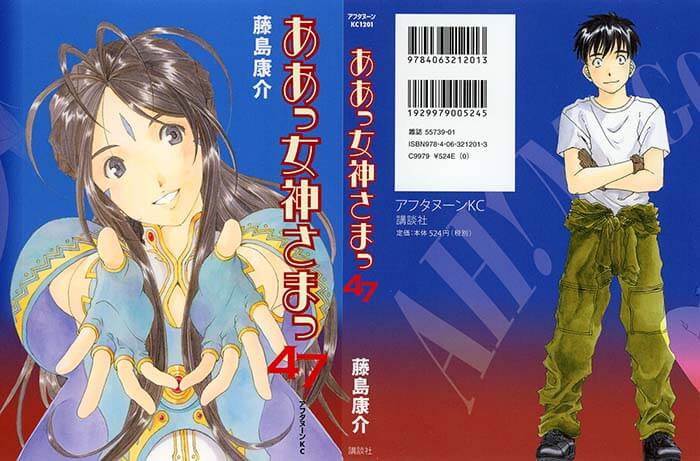 藤島康介
ああっ女神さまっ
47
アフタヌーンKC
アフタヌーン
KC1201
ああっ女神さまっ
47
藤島康介
講談社
9784063212013
1929979005245
雑誌 55739-01
ISBN978-4-06-321201-3
C9979 ¥524E (0)
アフタヌーンKC
講談社
定価:本体524円(税別)
AH! MY Go